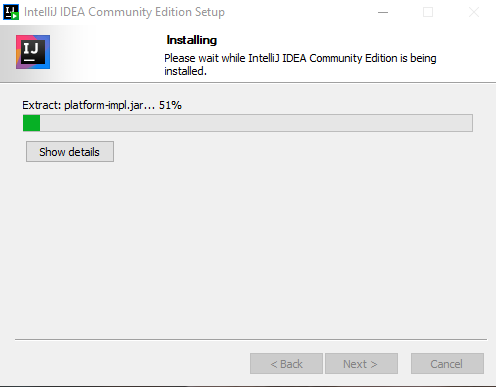 IJ IntelliJ IDEA Community Edition Setup
IJ
Installing
Please wait while IntelliJ IDEA Community Edition is being
installed.
Extract: platform-impl.jar... 51%
Show details
< Back Next > Cancel